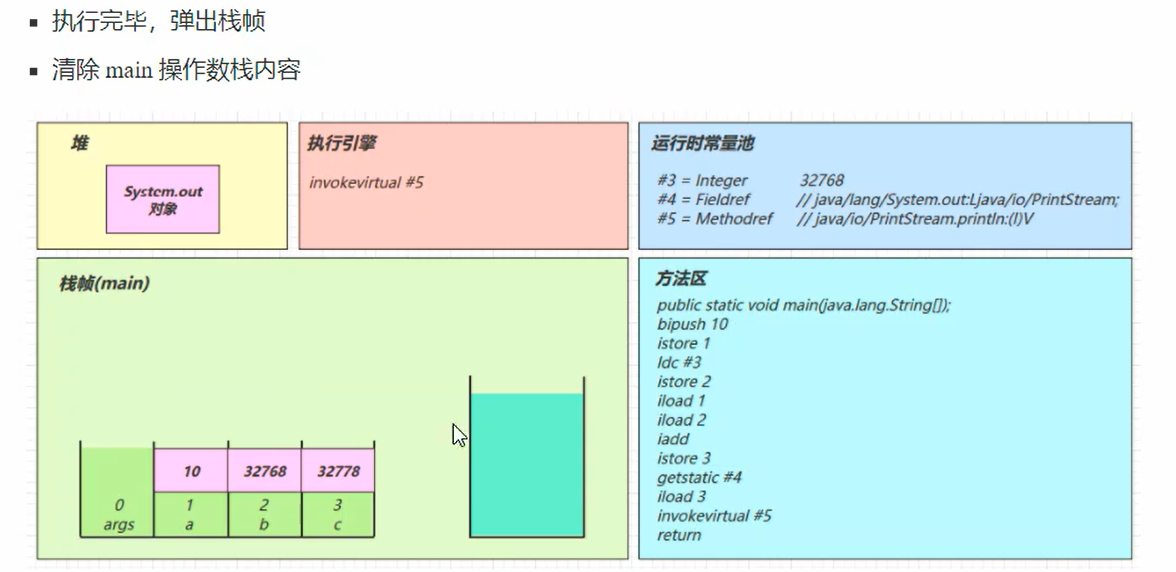 执行完毕，弹出栈帧
清除 main 操作数栈内容
堆
System.out
对象
执行引擎
invokevirtual #5
运行时常量池
#3 = Integer 32768
#4 = Fieldref // java/lang/System.out:Ljava/io/PrintStream;
#5 = Methodref // java/io/PrintStream.println:(I)V
栈帧(main)
10 32768 32778
0 1 2 3
args a b c
方法区
public static void main(java.lang.String[]);
bipush 10
istore 1
ldc #3
istore 2
iload 1
iload 2
iadd
istore 3
getstatic #4
iload 3
invokevirtual #5
return